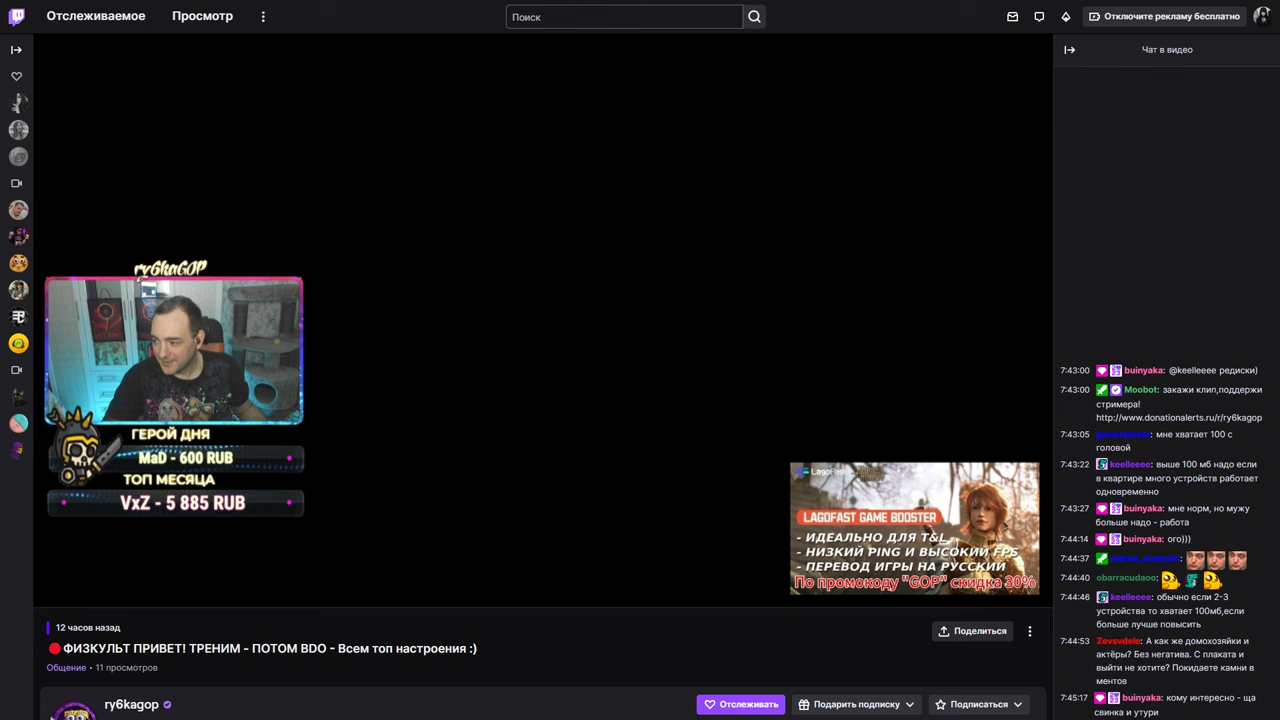 Отслеживаемое
Просмотр
Поиск
Отключите рекламу бесплатно
Чат в видео
ry6kaGOP
ГЕРОЙ ДНЯ
MaD - 600 RUB
ТОП МЕСЯЦА
VxZ - 5 885 RUB
LAGOFAST GAME BOOSTER
- ИДЕАЛЬНО ДЛЯ T&L
- НИЗКИЙ PING И ВЫСОКИЙ FPS
- ПЕРЕВОД ИГРЫ НА РУССКИЙ
По промокоду "GOP" скидка 30%
7:43:00 buinyaka: @keelleeee редиски)
7:43:00 Moobot: закажи клип,поддержи
стримера!
http://www.donationalerts.ru/r/ry6kagop
7:43:05 мне хватает 100 с
головой
7:43:22 keelleeee: выше 100 мб надо если
в квартире много устройств работает
одновременно
7:43:27 buinyaka: мне норм, но мужу
больше надо - работа
7:44:14 buinyaka: ого)))
7:44:37
7:44:40 obarracudaoo:
7:44:46 keelleeee: обычно если 2-3
устройства то хватает 100мб,если
больше лучше повысить
7:44:53 Zevsvdele: А как же домохозяйки и
актёры? Без негатива. С плаката и
выйти не хотите? Покидаете камни в
ментов
7:45:17 buinyaka: кому интересно - ща
свинка и утури
12 часов назад
Поделиться
ФИЗКУЛЬТ ПРИВЕТ! ТРЕНИМ - ПОТОМ BDO - Всем топ настроения :)
Общение • 11 просмотров
ry6kagop
Отслеживать
Подарить подписку
Подписаться